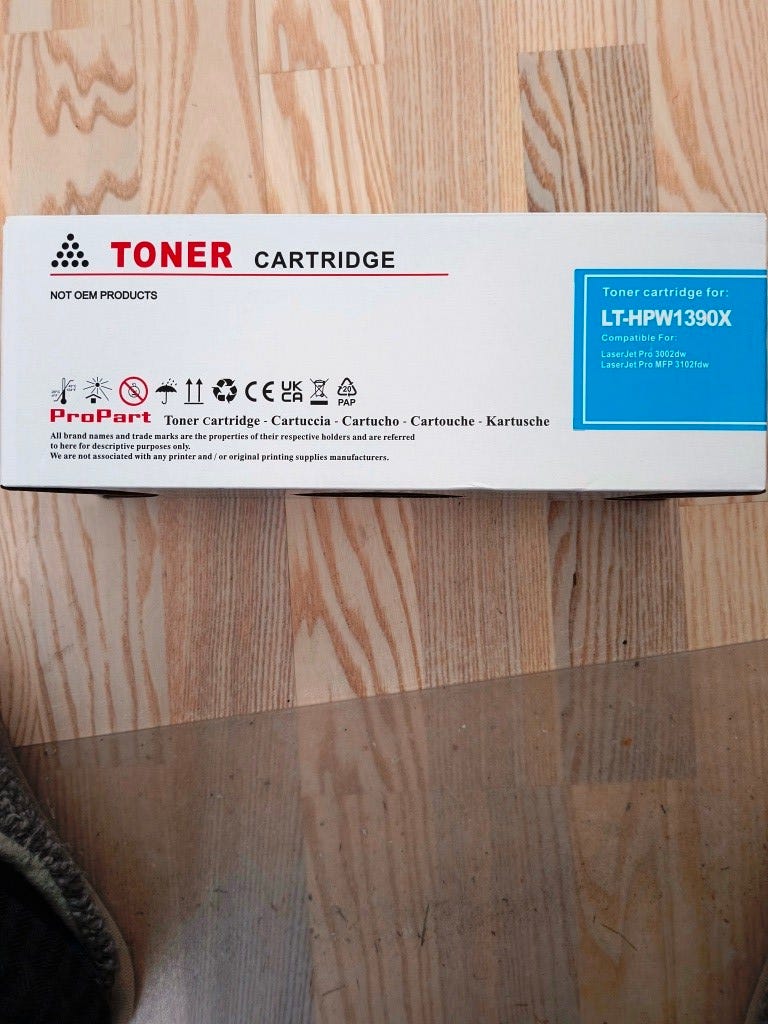 TONER CARTRIDGE
NOT OEM PRODUCTS
Toner cartridge for:
LT-HPW1390X
Compatible For:
LaserJet Pro 3002dw
LaserJet Pro MFP 3102fdw
CE UK CA 20 PAP
ProPart Toner Cartridge - Cartuccia - Cartucho - Cartouche - Kartusche
All brand names and trade marks are the properties of their respective holders and are referred
to here for descriptive purposes only.
We are not associated with any printer and / or original printing supplies manufacturers.